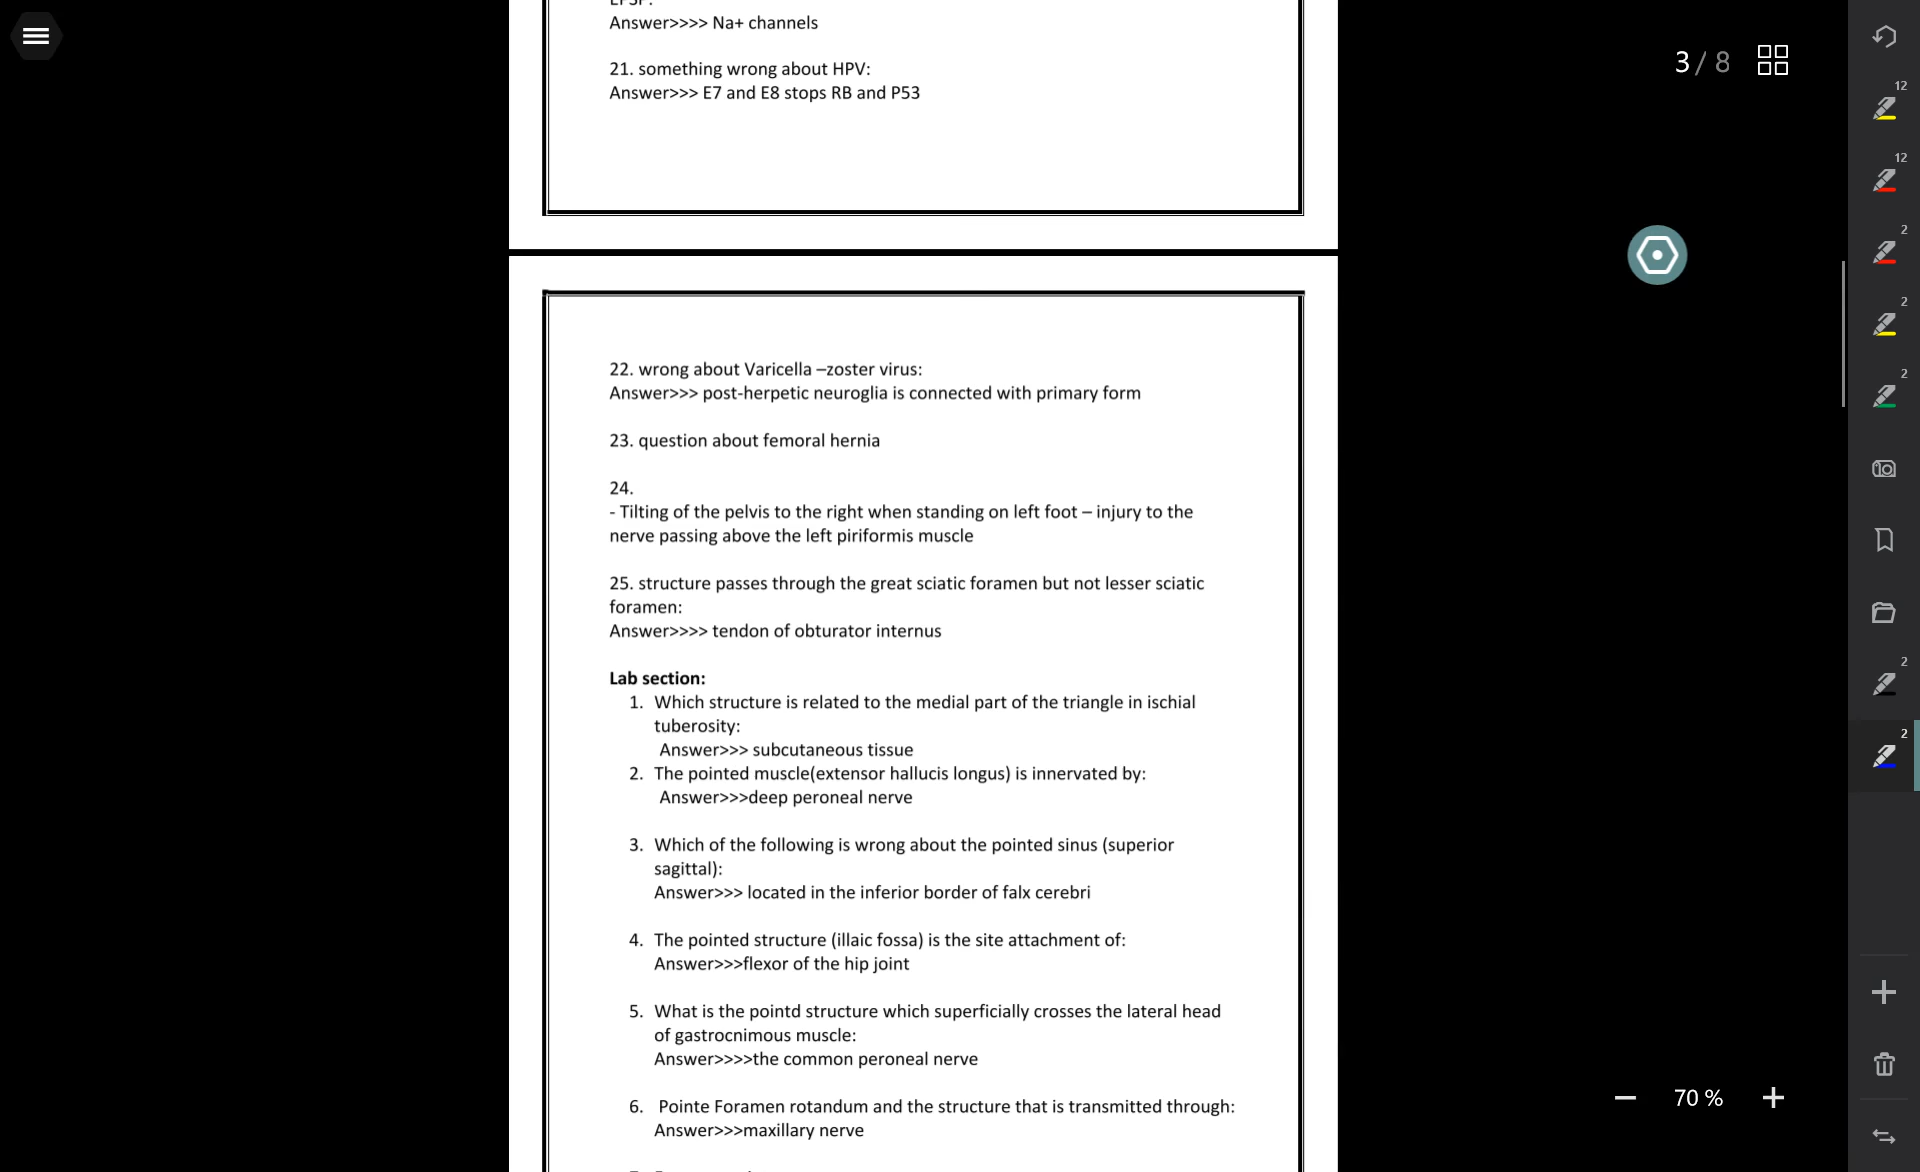 Answer>>>> Na+ channels
21. something wrong about HPV:
Answer>>> E7 and E8 stops RB and P53
3 / 8
12
12
2
2
2
2
2
22. wrong about Varicella –zoster virus:
Answer>>> post-herpetic neuroglia is connected with primary form
23. question about femoral hernia
24.
- Tilting of the pelvis to the right when standing on left foot – injury to the
nerve passing above the left piriformis muscle
25. structure passes through the great sciatic foramen but not lesser sciatic
foramen:
Answer>>>> tendon of obturator internus
Lab section:
1. Which structure is related to the medial part of the triangle in ischial
tuberosity:
Answer>>> subcutaneous tissue
2. The pointed muscle(extensor hallucis longus) is innervated by:
Answer>>>deep peroneal nerve
3. Which of the following is wrong about the pointed sinus (superior
sagittal):
Answer>>> located in the inferior border of falx cerebri
4. The pointed structure (illaic fossa) is the site attachment of:
Answer>>>flexor of the hip joint
5. What is the pointd structure which superficially crosses the lateral head
of gastrocnimous muscle:
Answer>>>>the common peroneal nerve
6. Pointe Foramen rotandum and the structure that is transmitted through:
Answer>>>maxillary nerve
70 %